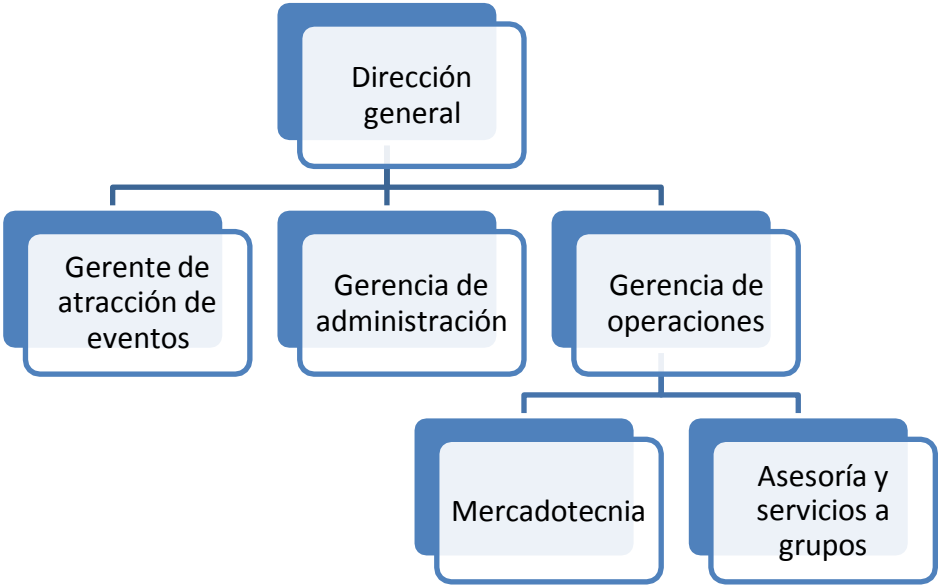 Dirección
general
Gerente de
atracción de
eventos
Gerencia de
administración
Gerencia de
operaciones
Mercadotecnia
Asesoría y
servicios a
grupos